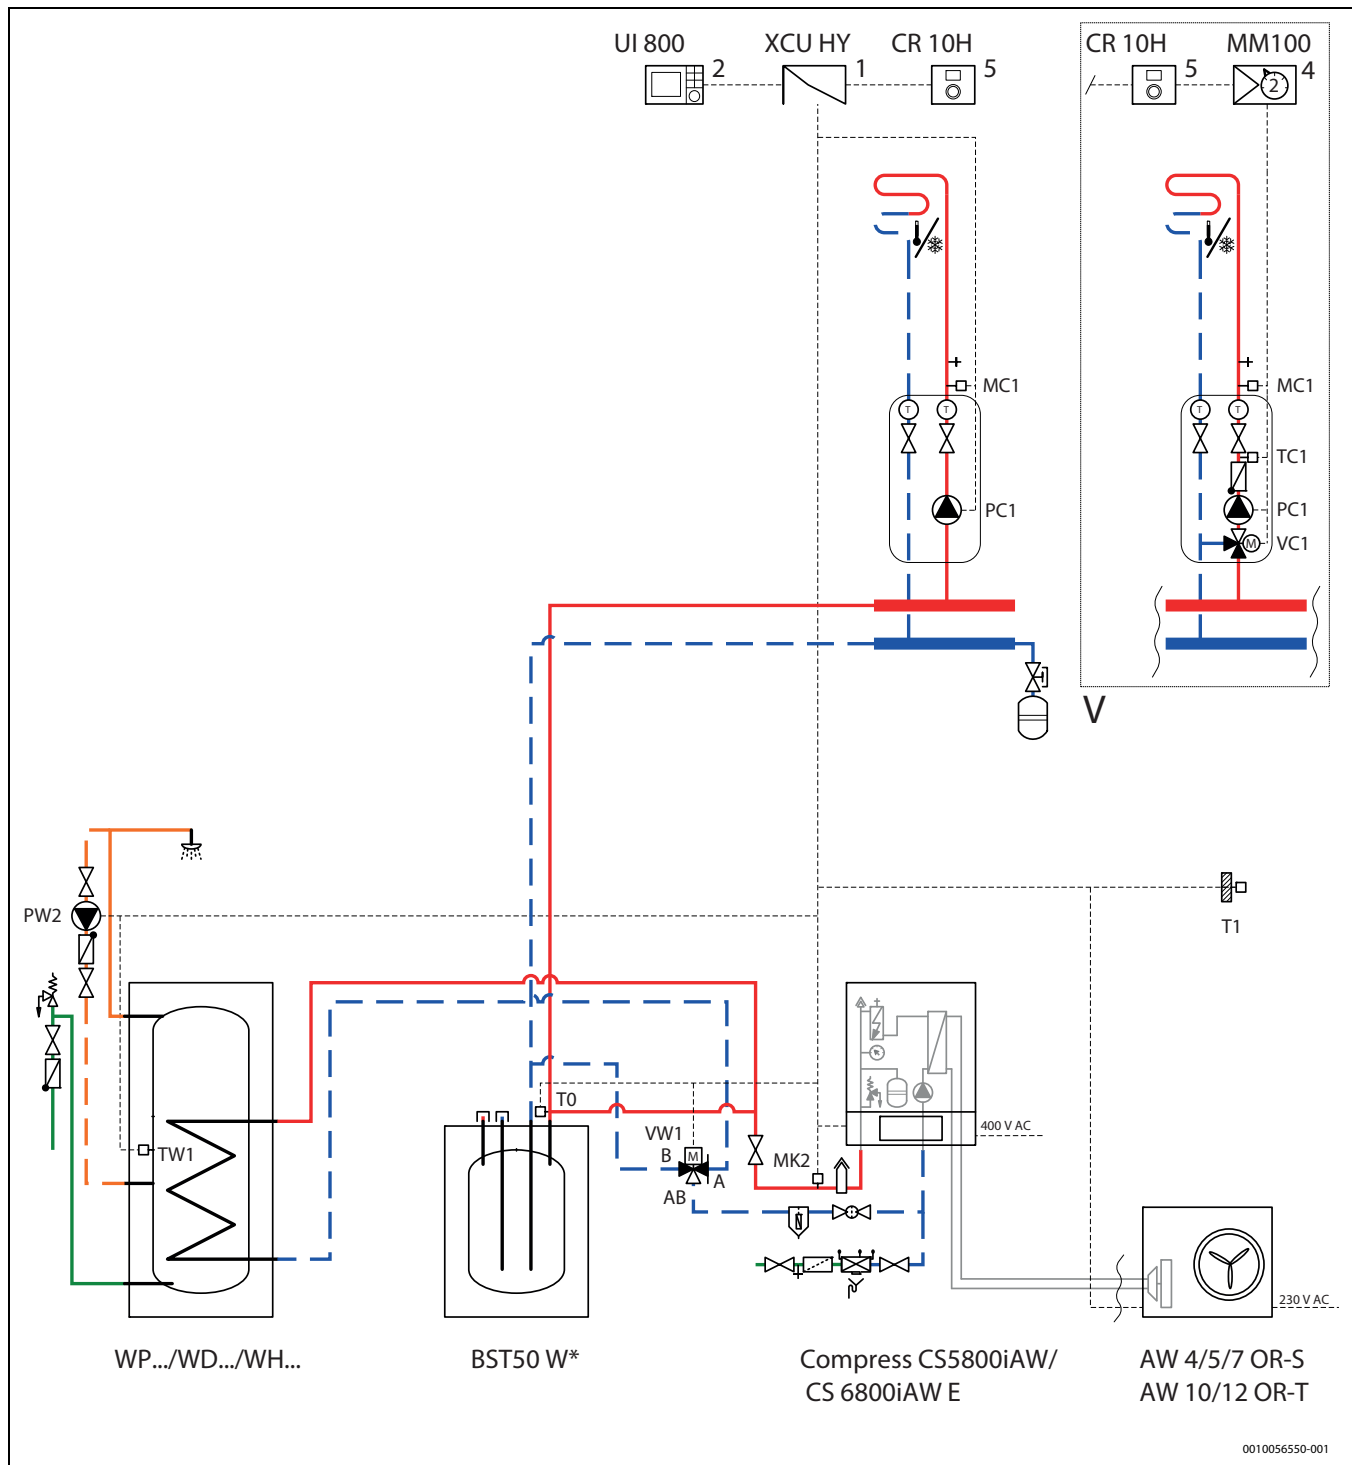 UI 800
XCU HY
CR 10H
CR 10H
MM100
2
1
5
5
4
2
MC1
MC1
T
T
T
T
TC1
PC1
PC1
M
VC1
V
PW2
T1
T0
400 V AC
VW1
B
M
A
MK2
TW1
AB
230 V AC
WP.../WD.../WH...
BST50 W*
Compress CS5800iAW/
CS 6800iAW E
AW 4/5/7 OR-S
AW 10/12 OR-T
0010056550-001